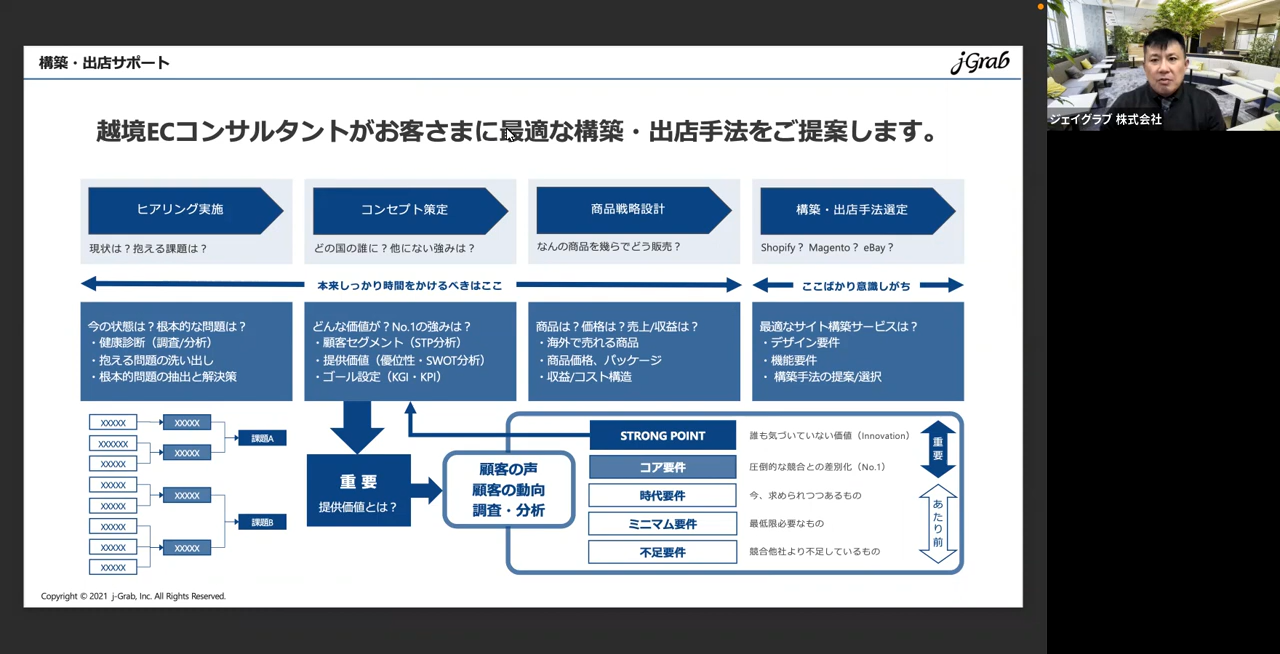 構築・出店サポート
j-Grab
越境ECコンサルタントがお客さまに最適な構築・出店手法をご提案します。
ヒアリング実施
現状は？抱える課題は？
コンセプト策定
どの国の誰に？他にない強みは？
商品戦略設計
なんの商品を幾らでどう販売？
構築・出店手法選定
Shopify？ Magento？ eBay？
本来しっかり時間をかけるべきはここ
ここばかり意識しがち
今の状態は？根本的な問題は？
・健康診断（調査/分析）
・抱える問題の洗い出し
・根本的問題の抽出と解決策
どんな価値が？No.1の強みは？
・顧客セグメント（STP分析）
・提供価値（優位性・SWOT分析）
・ゴール設定（KGI・KPI）
商品は？価格は？売上/収益は？
・海外で売れる商品
・商品価格、パッケージ
・収益/コスト構造
最適なサイト構築サービスは？
・デザイン要件
・機能要件
・ 構築手法の提案/選択
XXXXX
XXXXXX
XXXXX
XXXXX
XXXXX
XXXXX
XXXXX
XXXXX
XXXXX
XXXXX
XXXXX
XXXXX
課題A
課題B
重要
提供価値とは？
顧客の声
顧客の動向
調査・分析
STRONG POINT
誰も気づいていない価値（Innovation）
コア要件
圧倒的な競合との差別化（No.1）
時代要件
今、求められつつあるもの
ミニマム要件
最低限必要なもの
不足要件
競合他社より不足しているもの
重要
あたり前
Copyright © 2021 j-Grab, Inc. All Rights Reserved.
ジェイグラブ 株式会社